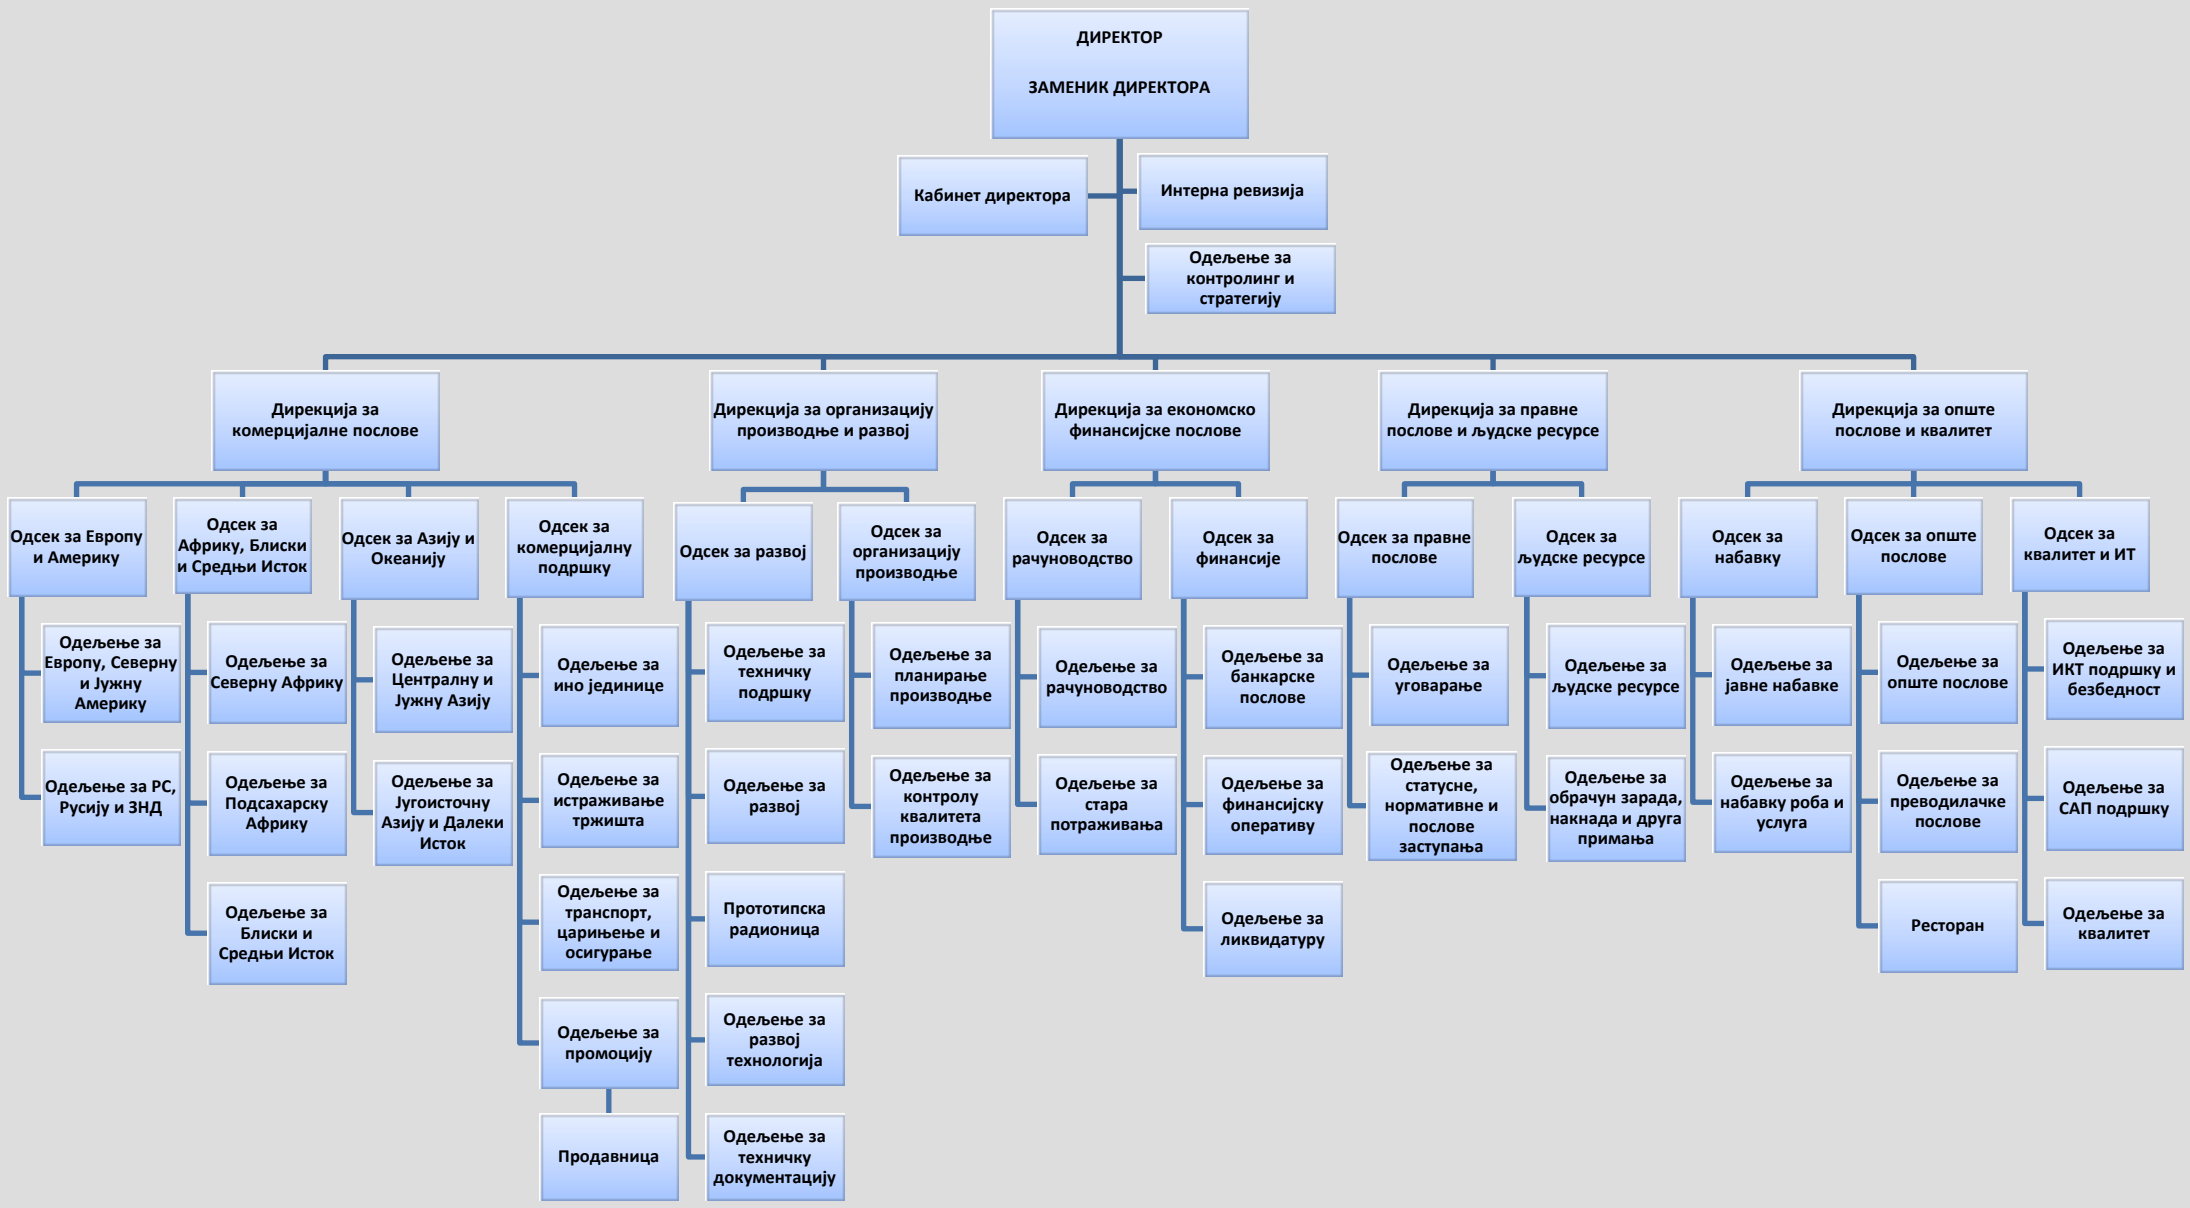 ДИРЕКТОР
ЗАМЕНИК ДИРЕКТОРА
Кабинет директора
Интерна ревизија
Одељење за
контролинг и
стратегију
Дирекција за
комерцијалне послове
Дирекција за организацију
производње и развој
Дирекција за економско
финансијске послове
Дирекција за правне
послове и људске ресурсе
Дирекција за опште
послове и квалитет
Одсек за Европу
и Америку
Одсек за
Африку, Блиски
и Средњи Исток
Одсек за Азију и
Океанију
Одсек за
комерцијалну
подршку
Одсек за развој
Одсек за
организацију
производње
Одсек за
рачуноводство
Одсек за
финансије
Одсек за правне
послове
Одсек за
људске ресурсе
Одсек за
набавку
Одсек за опште
послове
Одсек за
квалитет и ИТ
Одељење за
Европу, Северну
и Јужну
Америку
Одељење за РС,
Русију и ЗНД
Одељење за
Северну Африку
Одељење за
Подсахарску
Африку
Одељење за
Блиски и
Средњи Исток
Одељење за
Централну и
Јужну Азију
Одељење за
Југоисточну
Азију и Далеки
Исток
Одељење за
ино јединице
Одељење за
истраживање
тржишта
Одељење за
транспорт,
царињење и
осигурање
Одељење за
промоцију
Продавница
Одељење за
техничку
подршку
Одељење за
развој
Прототипска
радионица
Одељење за
развој
технологија
Одељење за
техничку
документацију
Одељење за
планирање
производње
Одељење за
контролу
квалитета
производње
Одељење за
рачуноводство
Одељење за
стара
потраживања
Одељење за
банкарске
послове
Одељење за
финансијску
оперативу
Одељење за
ликвидатуру
Одељење за
уговарање
Одељење за
статусне,
нормативне и
послове
заступања
Одељење за
људске ресурсе
Одељење за
обрачун зарада,
накнада и друга
примања
Одељење за
јавне набавке
Одељење за
набавку роба и
услуга
Одељење за
опште послове
Одељење за
преводилачке
послове
Ресторан
Одељење за
ИКТ подршку и
безбедност
Одељење за
САП подршку
Одељење за
квалитет